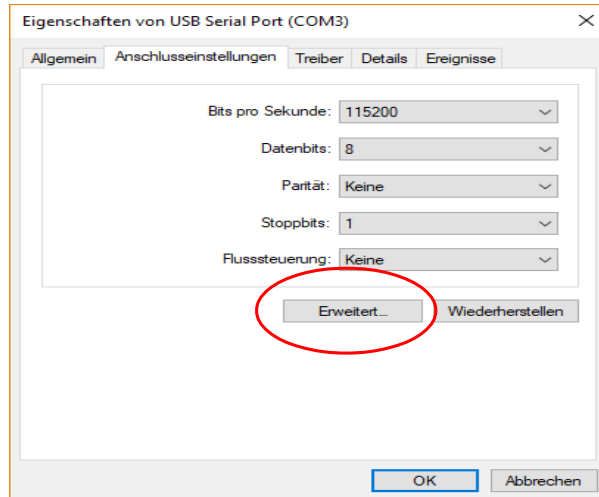 Eigenschaften von USB Serial Port (COM3)
Allgemein Anschlusseinstellungen Treiber Details Ereignisse
Bits pro Sekunde: 115200
Datenbits: 8
Parität: Keine
Stoppbits: 1
Flusssteuerung: Keine
Erweitert... Wiederherstellen
OK Abbrechen